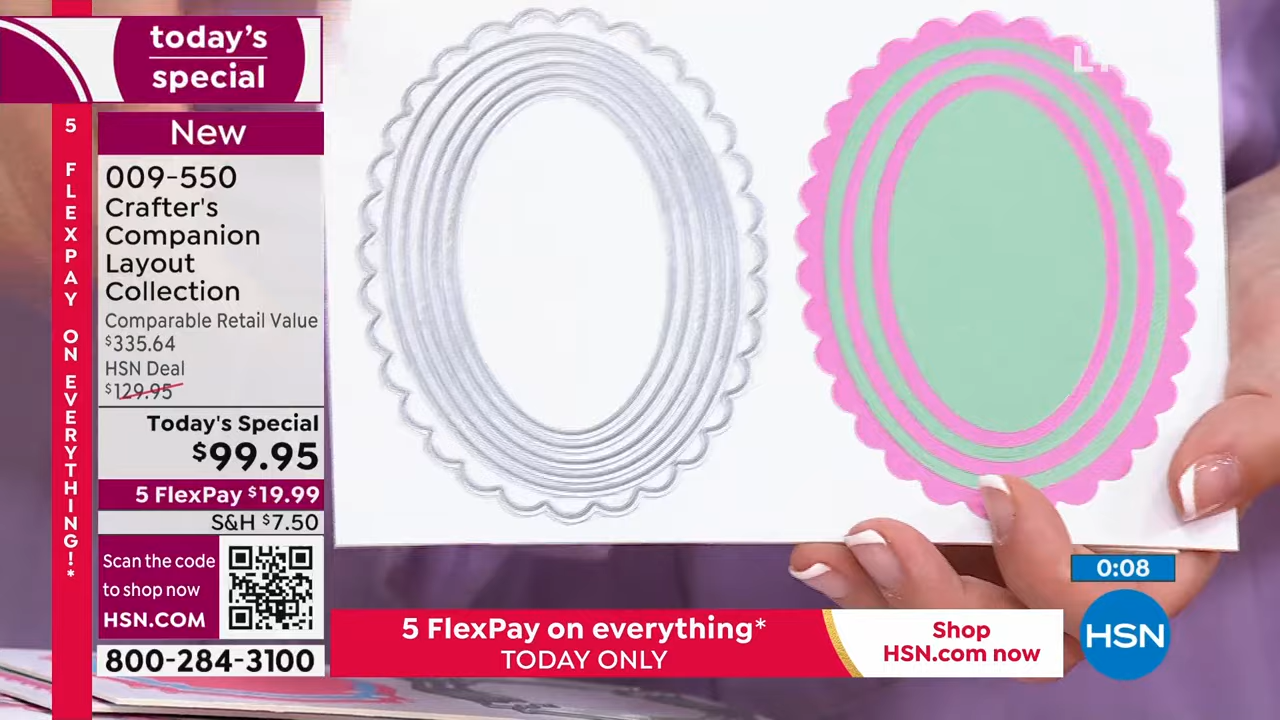 today's
special
5 FLEXPAY ON EVERYTHING!*
New
009-550
Crafter's
Companion
Layout
Collection
Comparable Retail Value
$335.64
HSN Deal
$129.95
Today's Special
$99.95
5 FlexPay $19.99
S&H $7.50
Scan the code
to shop now
HSN.COM
800-284-3100
5 FlexPay on everything*
TODAY ONLY
Shop
HSN.com now
0:08
HSN